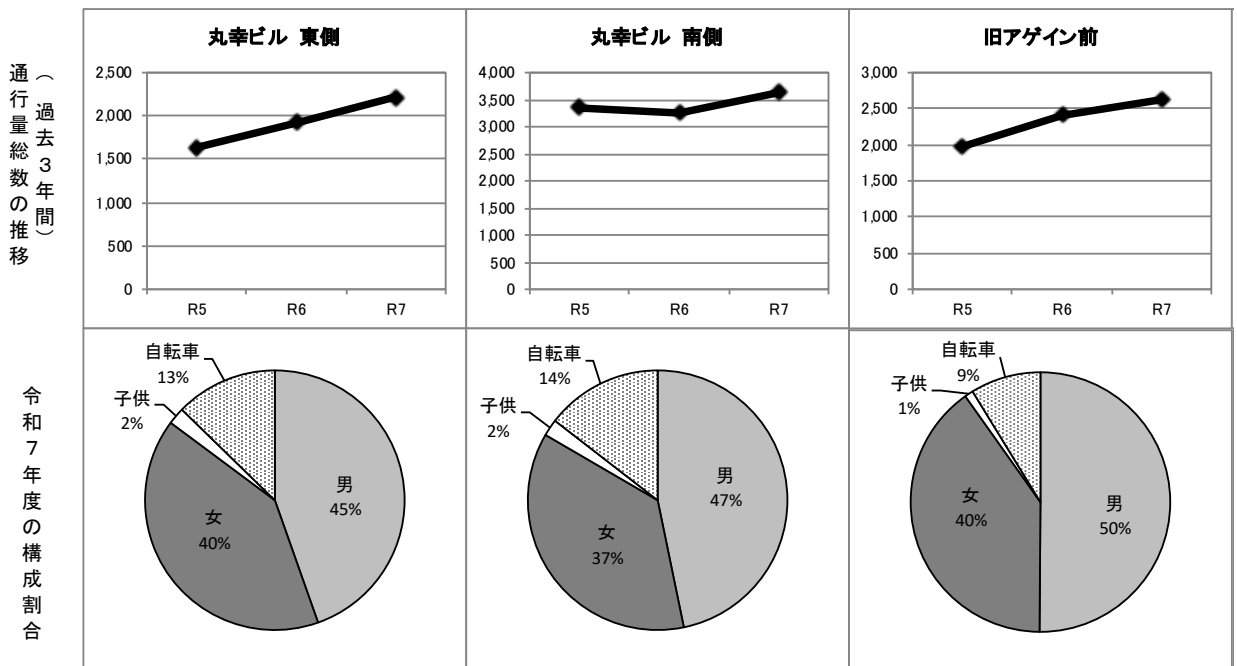 通行量総数の推移
(過去3年間)
丸幸ビル 東側
2,500
2,000
1,500
1,000
500
0
R5 R6 R7
丸幸ビル 南側
4,000
3,500
3,000
2,500
2,000
1,500
1,000
500
0
R5 R6 R7
旧アゲイン前
3,000
2,500
2,000
1,500
1,000
500
0
R5 R6 R7
令和7年度の構成割合
自転車
13%
子供
2%
男
45%
女
40%
自転車
14%
子供
2%
男
47%
女
37%
自転車
9%
子供
1%
男
50%
女
40%